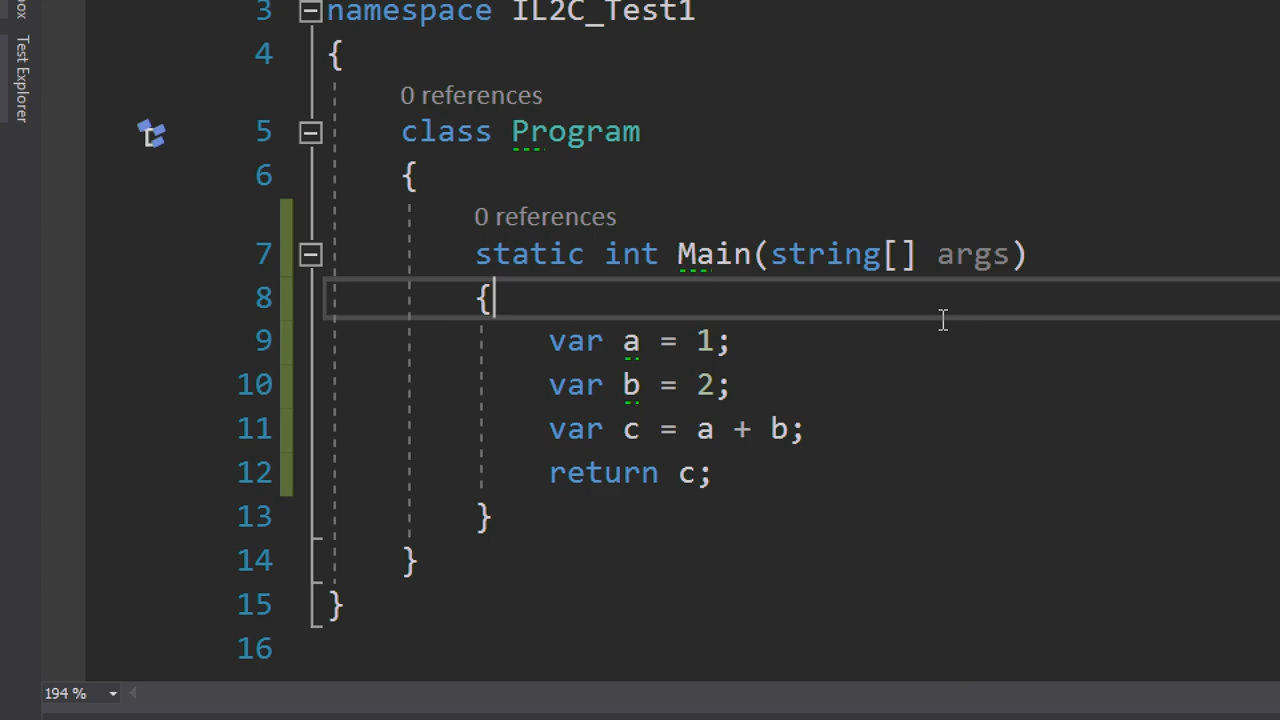 ox
Test Explorer
3 namespace IL2C_Test1
4 {
0 references
5 class Program
6 {
0 references
7 static int Main(string[] args)
8 {
9 var a = 1;
10 var b = 2;
11 var c = a + b;
12 return c;
13 }
14 }
15 }
16
194 %